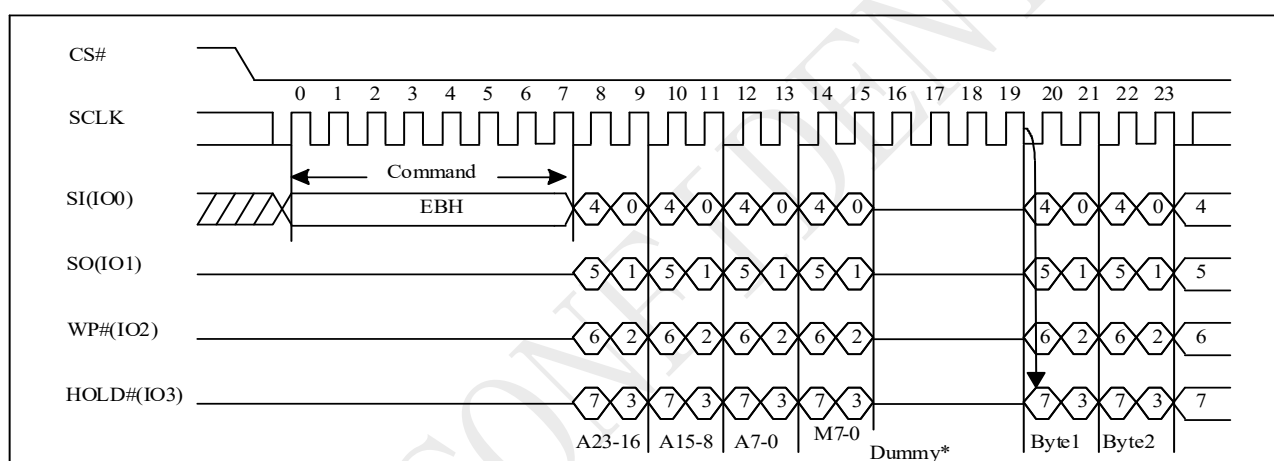 CS#
0 1 2 3 4 5 6 7 8 9 10 11 12 13 14 15 16 17 18 19 20 21 22 23
SCLK
Command
SI(IO0) EBH 4 0 4 0 4 0 4 0 4 0 4 0 4
SO(IO1) 5 1 5 1 5 1 5 1 5 1 5 1 5
WP#(IO2) 6 2 6 2 6 2 6 2 6 2 6 2 6
HOLD#(IO3) 7 3 7 3 7 3 7 3 7 3 7 3 7
A23-16 A15-8 A7-0 M7-0 Dummy* Byte1 Byte2
CONFIDEN